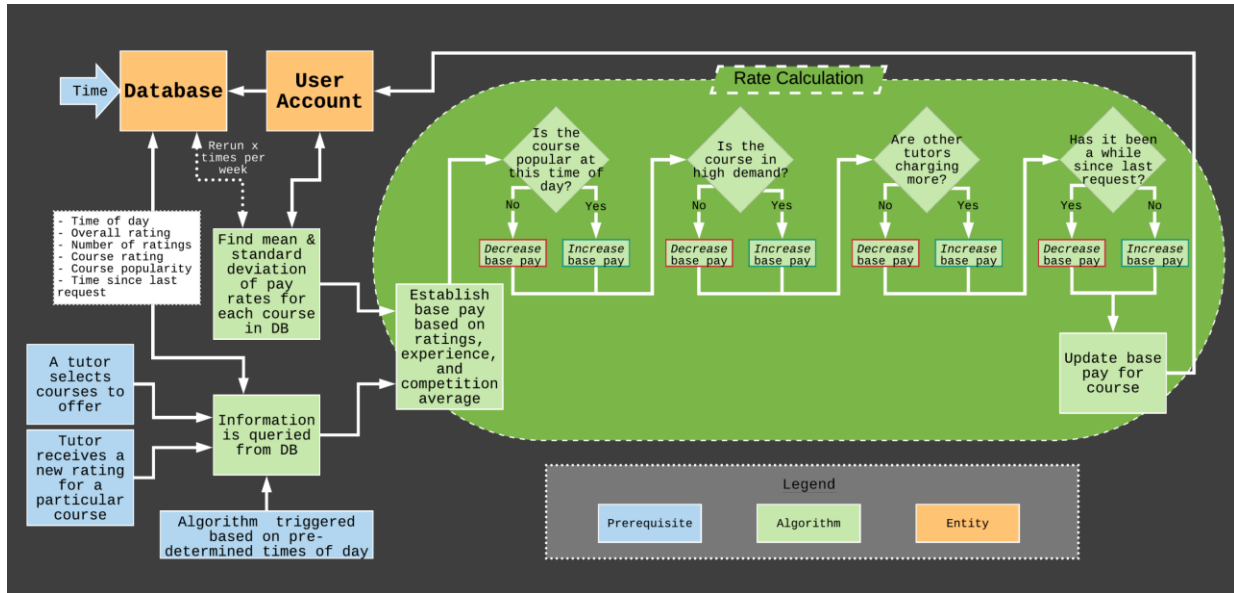 Time
Database
User
Account
Rerun x
times per
week
- Time of day
- Overall rating
- Number of ratings
- Course rating
- Course popularity
- Time since last
request
Find mean &
standard
deviation
of pay
rates for
each course
in DB
A tutor
selects
courses to
offer
Tutor
receives a
new rating
for a
particular
course
Information
is queried
from DB
Algorithm triggered
based on pre-
determined times of day
Rate Calculation
Establish
base pay
based on
ratings,
experience,
and
competition
average
Is the
course
popular at
this time of
day?
No
Yes
Decrease
base pay
Increase
base pay
Is the
course in
high demand?
No
Yes
Decrease
base pay
Increase
base pay
Are other
tutors
charging
more?
No
Yes
Decrease
base pay
Increase
base pay
Has it been
a while
since last
request?
Yes
No
Decrease
base pay
Increase
base pay
Update base
pay for
course
Legend
Prerequisite
Algorithm
Entity